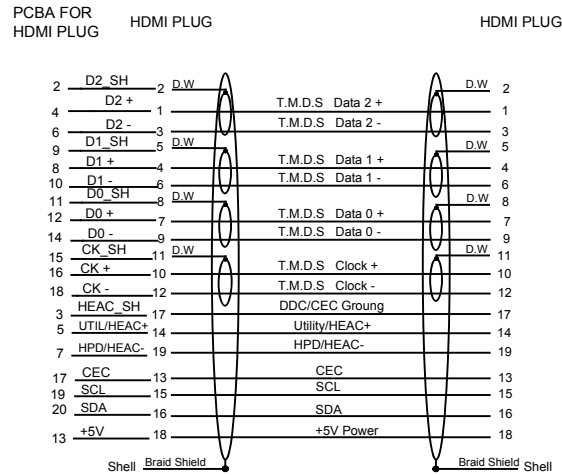 PCBA FOR
HDMI PLUG
HDMI PLUG
HDMI PLUG
2 D2_SH 2 D.W D.W 2
4 D2 + 1 T.M.D.S Data 2 + 1
6 D2 - 3 T.M.D.S Data 2 - 3
9 D1_SH 5 D.W D.W 5
8 D1 + 4 T.M.D.S Data 1 + 4
10 D1 - 6 T.M.D.S Data 1 - 6
11 D0_SH 8 D.W D.W 8
12 D0 + 7 T.M.D.S Data 0 + 7
14 D0 - 9 T.M.D.S Data 0 - 9
15 CK_SH 11 D.W D.W 11
16 CK + 10 T.M.D.S Clock + 10
18 CK - 12 T.M.D.S Clock - 12
3 HEAC_SH 17 DDC/CEC Groung 17
5 UTIL/HEAC+ 14 Utility/HEAC+ 14
7 HPD/HEAC- 19 HPD/HEAC- 19
17 CEC 13 CEC 13
19 SCL 15 SCL 15
20 SDA 16 SDA 16
13 +5V 18 +5V Power 18
Shell Braid Shield Braid Shield Shell